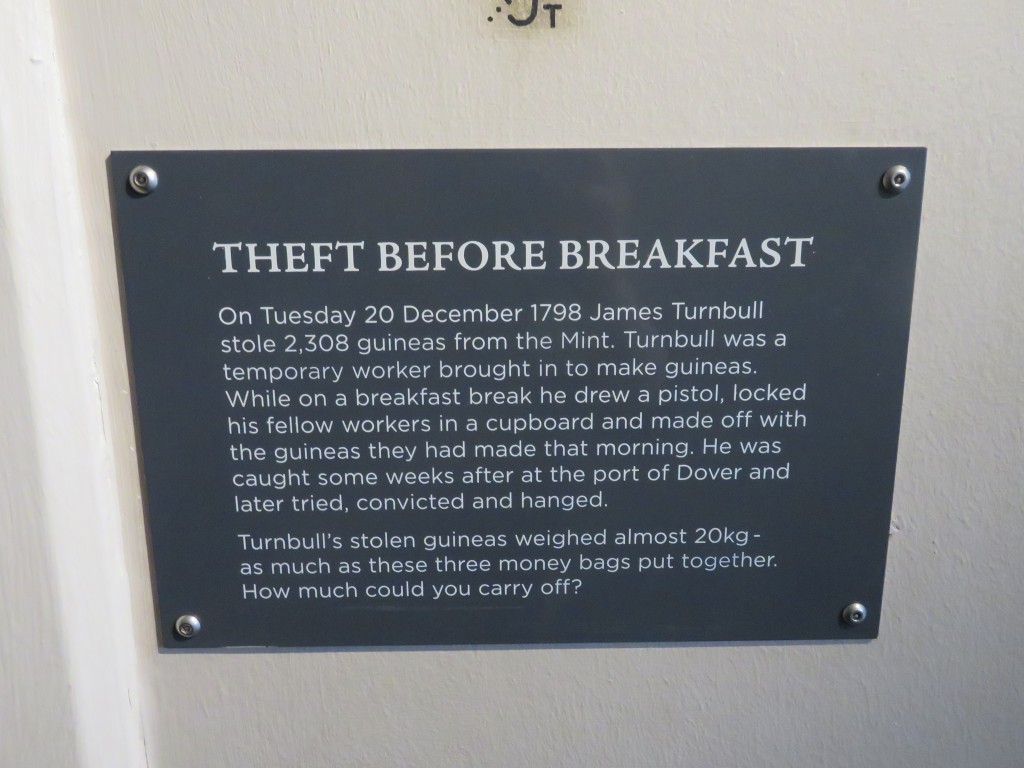 T
THEFT BEFORE BREAKFAST
On Tuesday 20 December 1798 James Turnbull
stole 2,308 guineas from the Mint. Turnbull was a
temporary worker brought in to make guineas.
While on a breakfast break he drew a pistol, locked
his fellow workers in a cupboard and made off with
the guineas they had made that morning. He was
caught some weeks after at the port of Dover and
later tried, convicted and hanged.
Turnbull's stolen guineas weighed almost 20kg -
as much as these three money bags put together.
How much could you carry off?